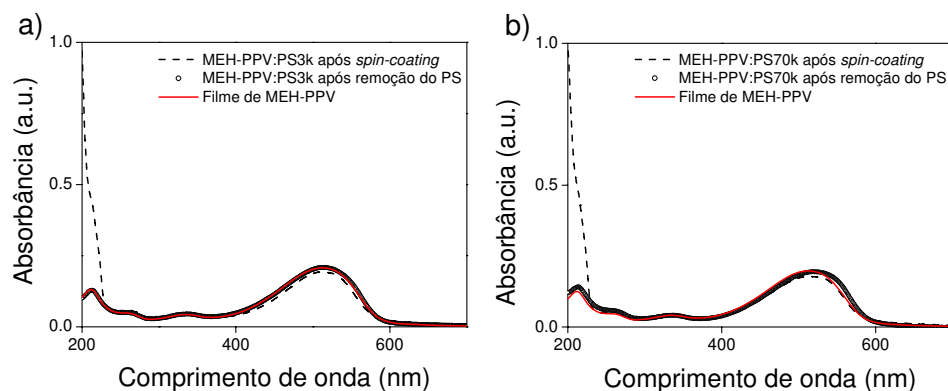 a)
1.0
MEH-PPV:PS3k após spin-coating
MEH-PPV:PS3k após remoção do PS
Filme de MEH-PPV
Absorbância (a.u.)
0.5
0.0
200
400
600
Comprimento de onda (nm)
b)
1.0
MEH-PPV:PS70k após spin-coating
MEH-PPV:PS70k após remoção do PS
Filme de MEH-PPV
Absorbância (a.u.)
0.5
0.0
200
400
600
Comprimento de onda (nm)